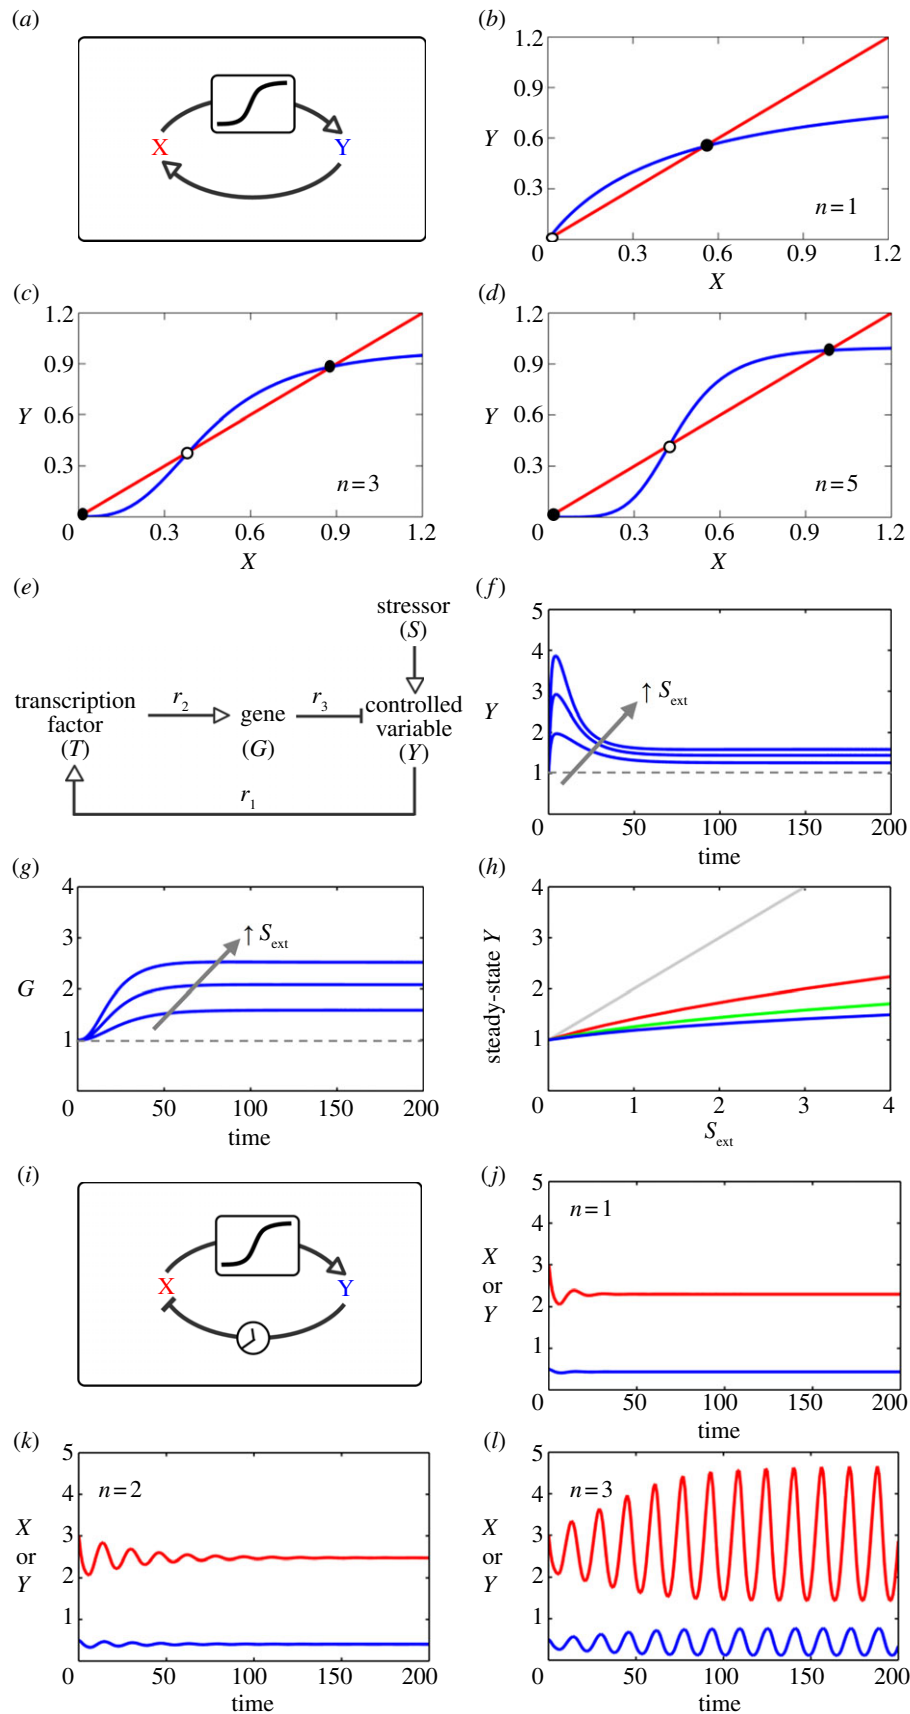 (a)
X
Y
(b)
1.2
0.9
Y 0.6
0.3
n=1
0 0.3 0.6 0.9 1.2
X
(c)
1.2
0.9
Y 0.6
0.3
n=3
0 0.3 0.6 0.9 1.2
X
(d)
1.2
0.9
Y 0.6
0.3
n=5
0 0.3 0.6 0.9 1.2
X
(e)
stressor
(S)
transcription
factor
(T)
r2
gene
(G)
r3
controlled
variable
(Y)
r1
(f)
5
4
3
Y
2
1
↑ Sext
0 50 100 150 200
time
(g)
4
3
G 2
1
↑ Sext
0 50 100 150 200
time
(h)
4
3
2
1
steady-state Y
0 1 2 3 4
Sext
(i)
X
Y
(j)
5
4
3
2
1
n=1
X
or
Y
0 50 100 150 200
time
(k)
5
4
3
2
1
n=2
X
or
Y
0 50 100 150 200
time
(l)
5
4
3
2
1
n=3
X
or
Y
0 50 100 150 200
time